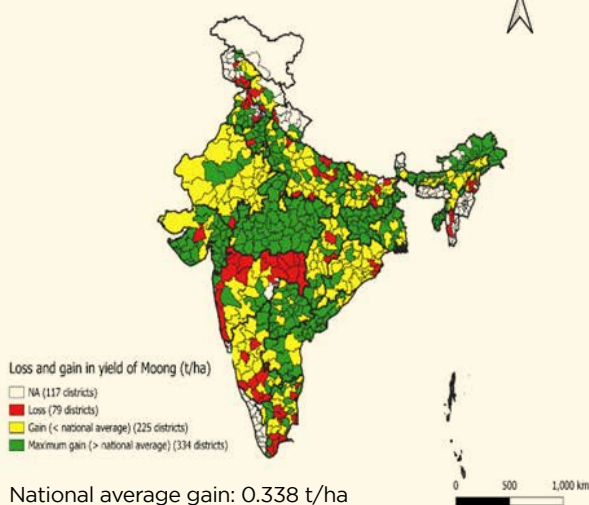 Loss and gain in yield of Moong (t/ha)
NA (117 districts)
Loss (79 districts)
Gain (< national average) (225 districts)
Maximum gain (> national average) (334 districts)
National average gain: 0.338 t/ha
0 500 1,000 km